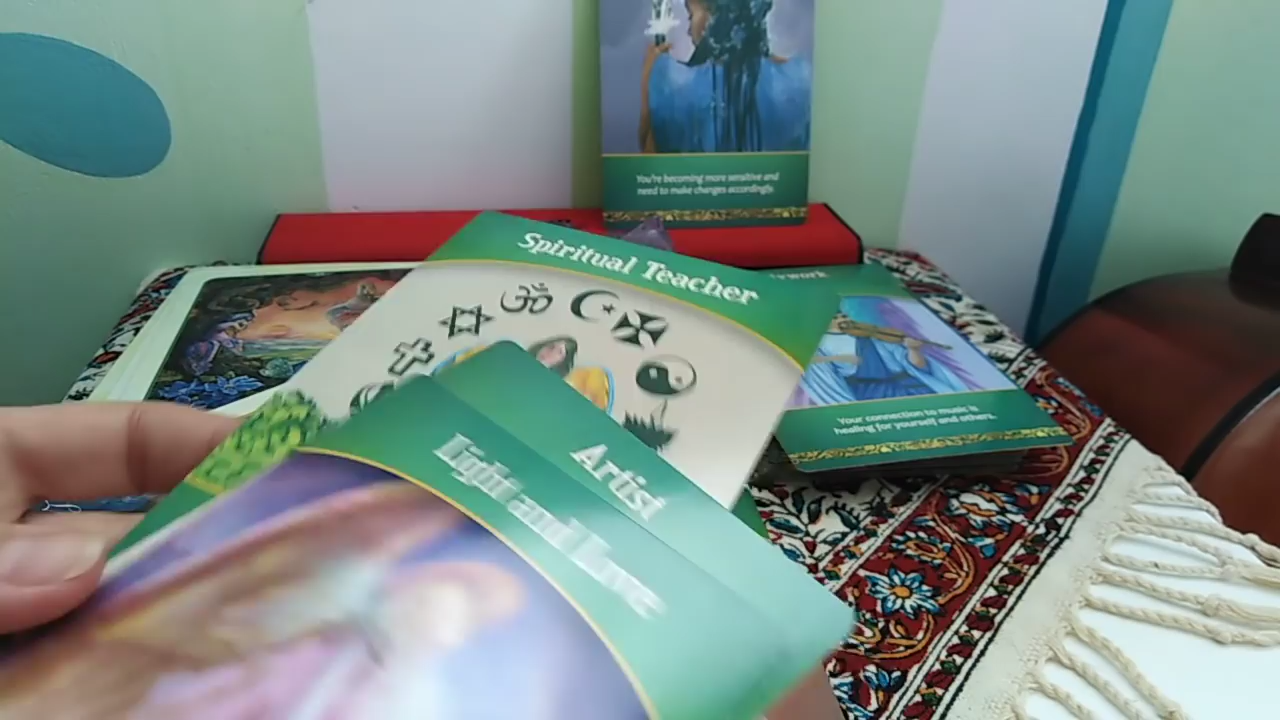 You're becoming more sensitive and
need to make changes accordingly.
Spiritual Teacher
Your connection to music is
healing for yourself and others.
Artist
Light and Love